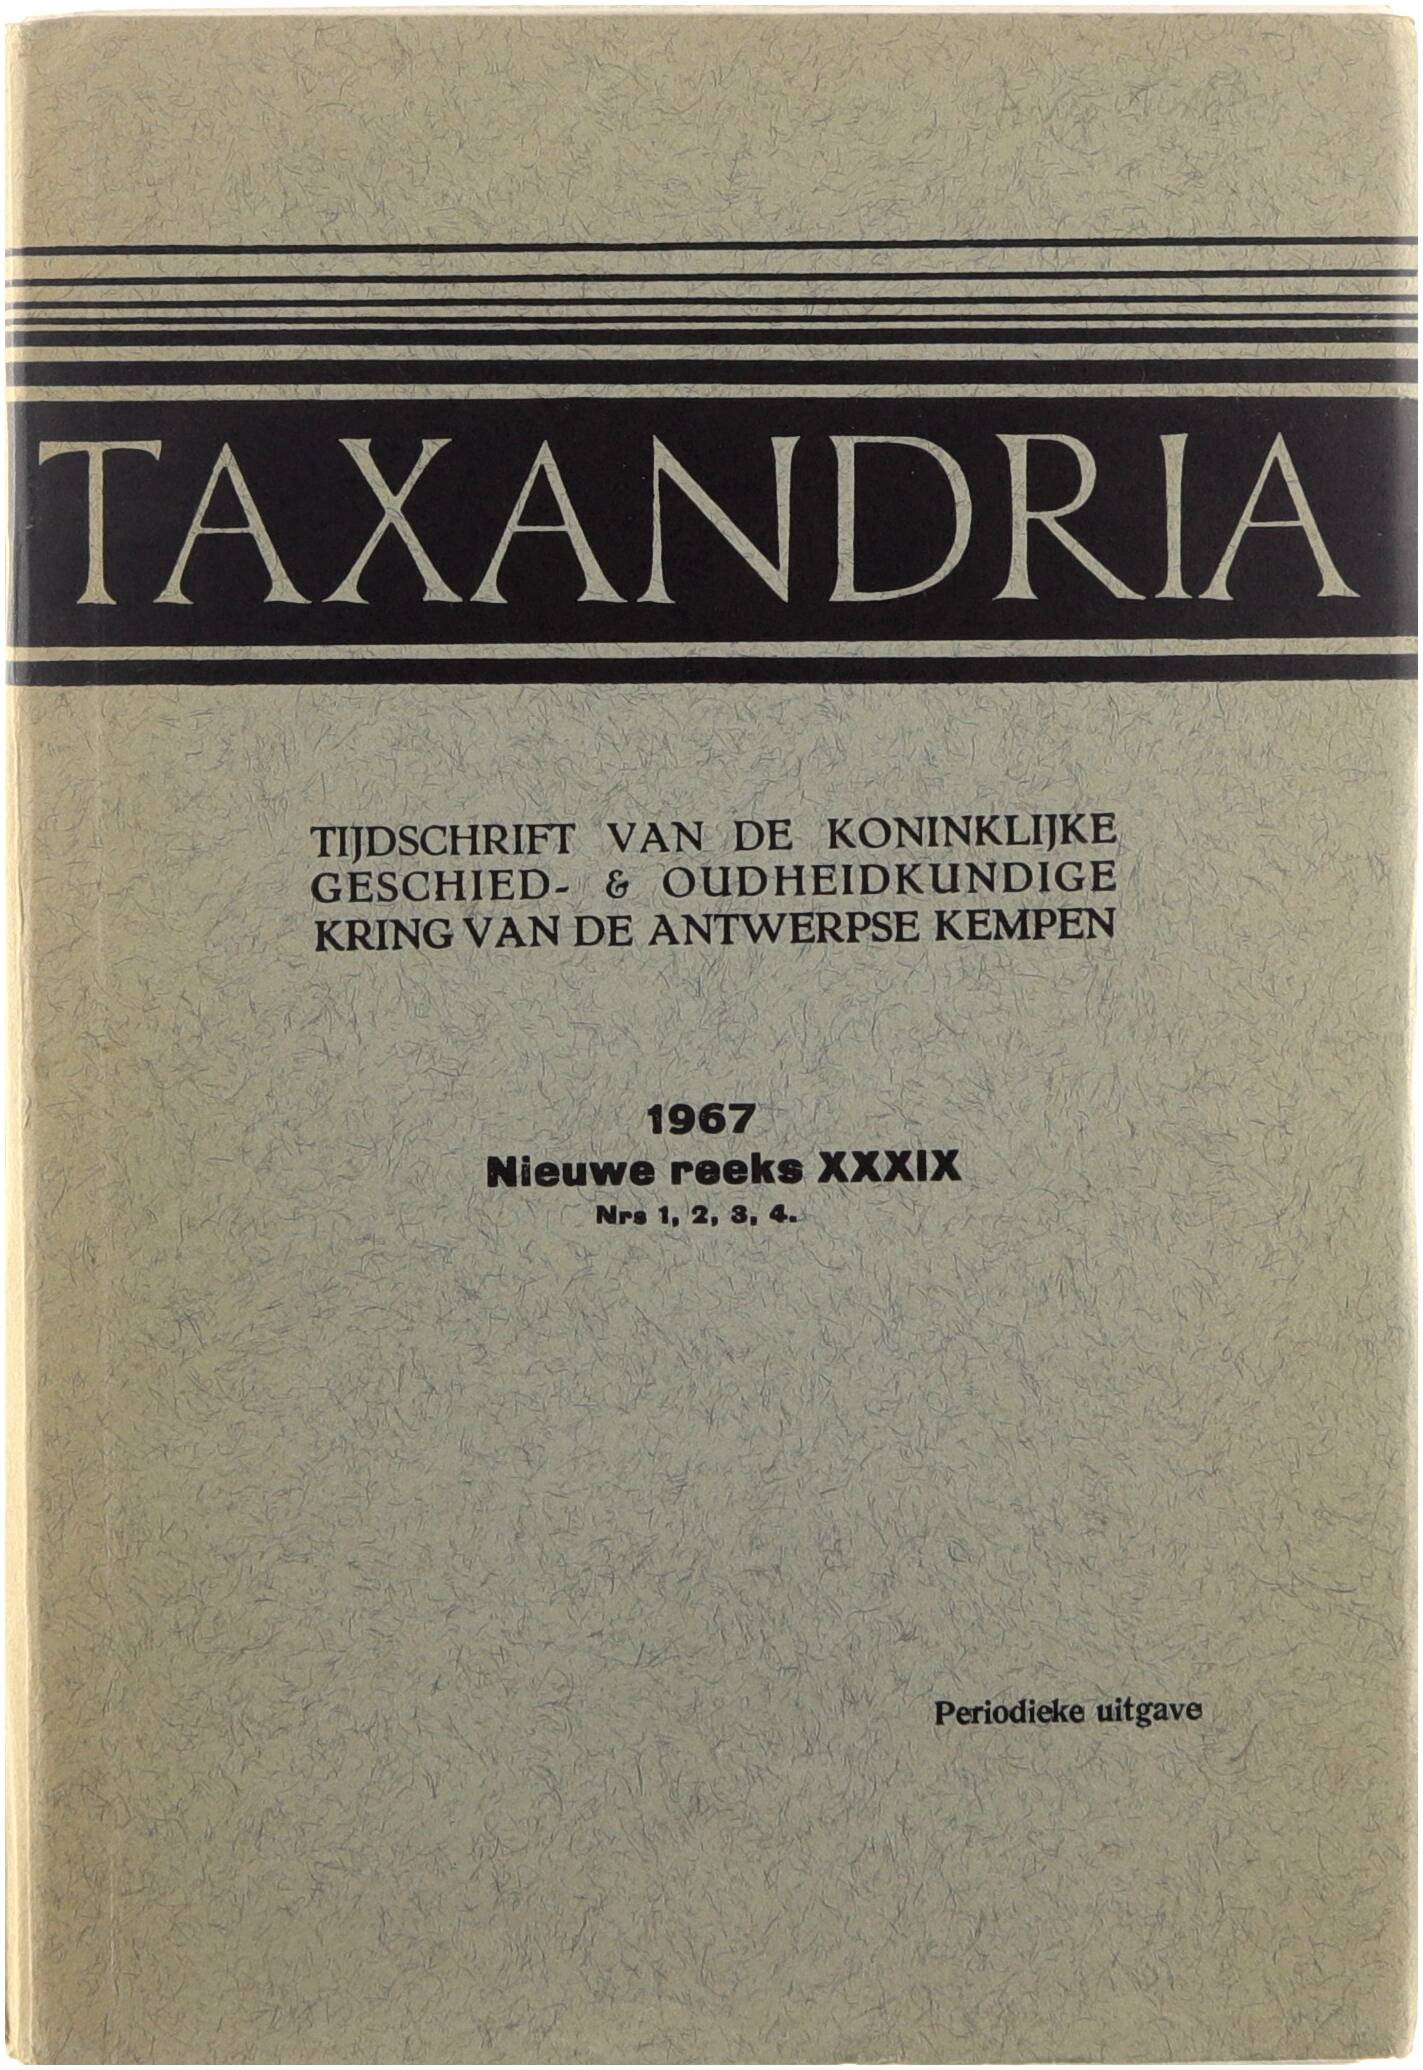 TAXANDRIA
TIJDSCHRIFT VAN DE KONINKLIJKE
GESCHIED- & OUDHEIDKUNDIGE
KRING VAN DE ANTWERPSE KEMPEN
1967
Nieuwe reeks XXXIX
Nrs 1, 2, 3, 4.
Periodieke uitgave